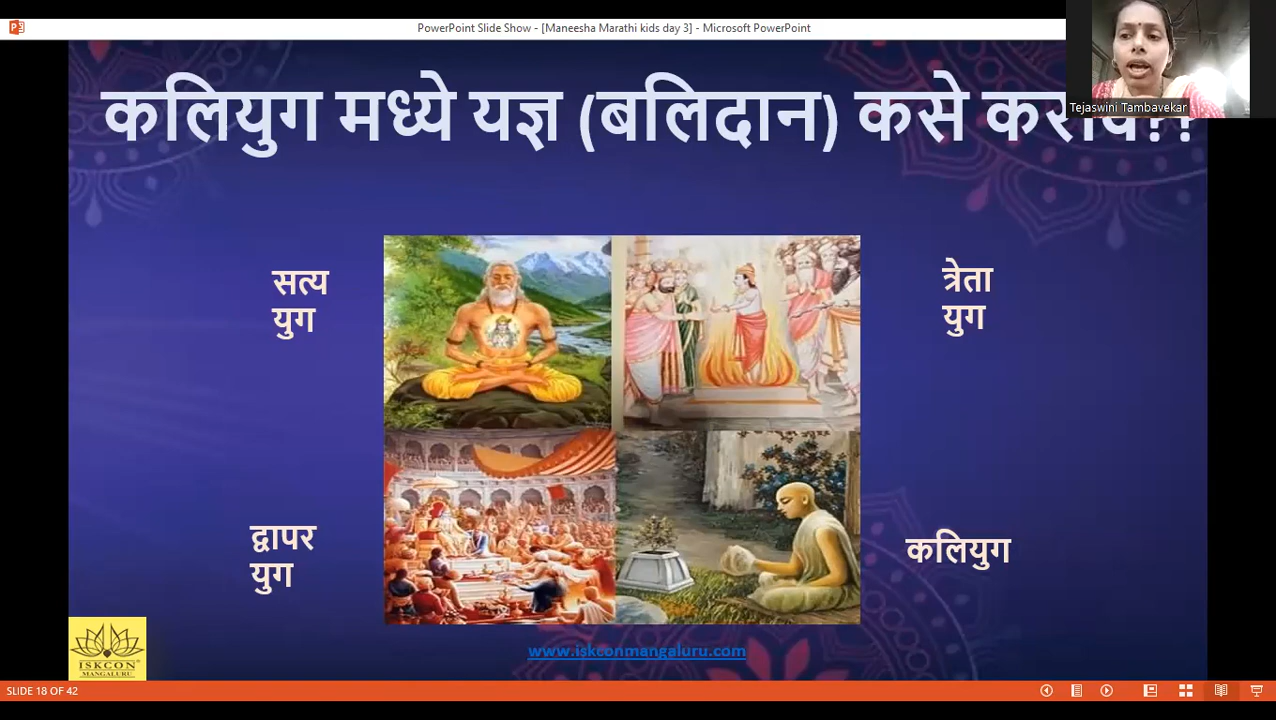 PowerPoint Slide Show - [Maneesha Marathi kids day 3] - Microsoft PowerPoint
Tejaswini Tambavekar
कलियुग मध्ये यज्ञ (बलिदान) कसे
सत्य
युग
त्रेता
युग
द्वापर
युग
कलियुग
ISKCON
MANGALURU
www.iskconmangaluru.com
SLIDE 18 OF 42